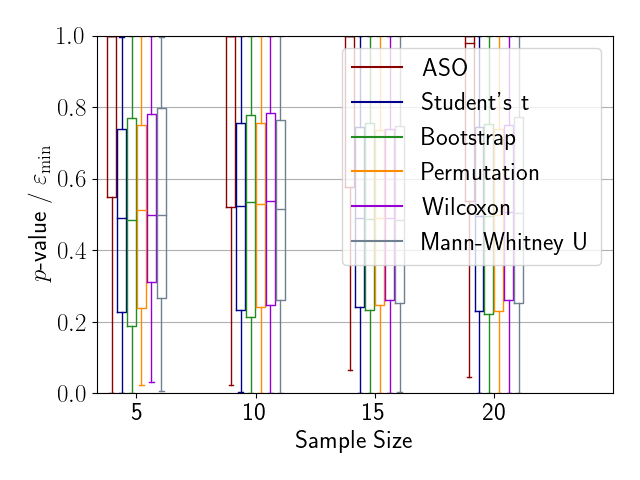 1.0
0.8
0.6
0.4
0.2
0.0
p-value / εmin
5
10
15
20
Sample Size
ASO
Student's t
Bootstrap
Permutation
Wilcoxon
Mann-Whitney U